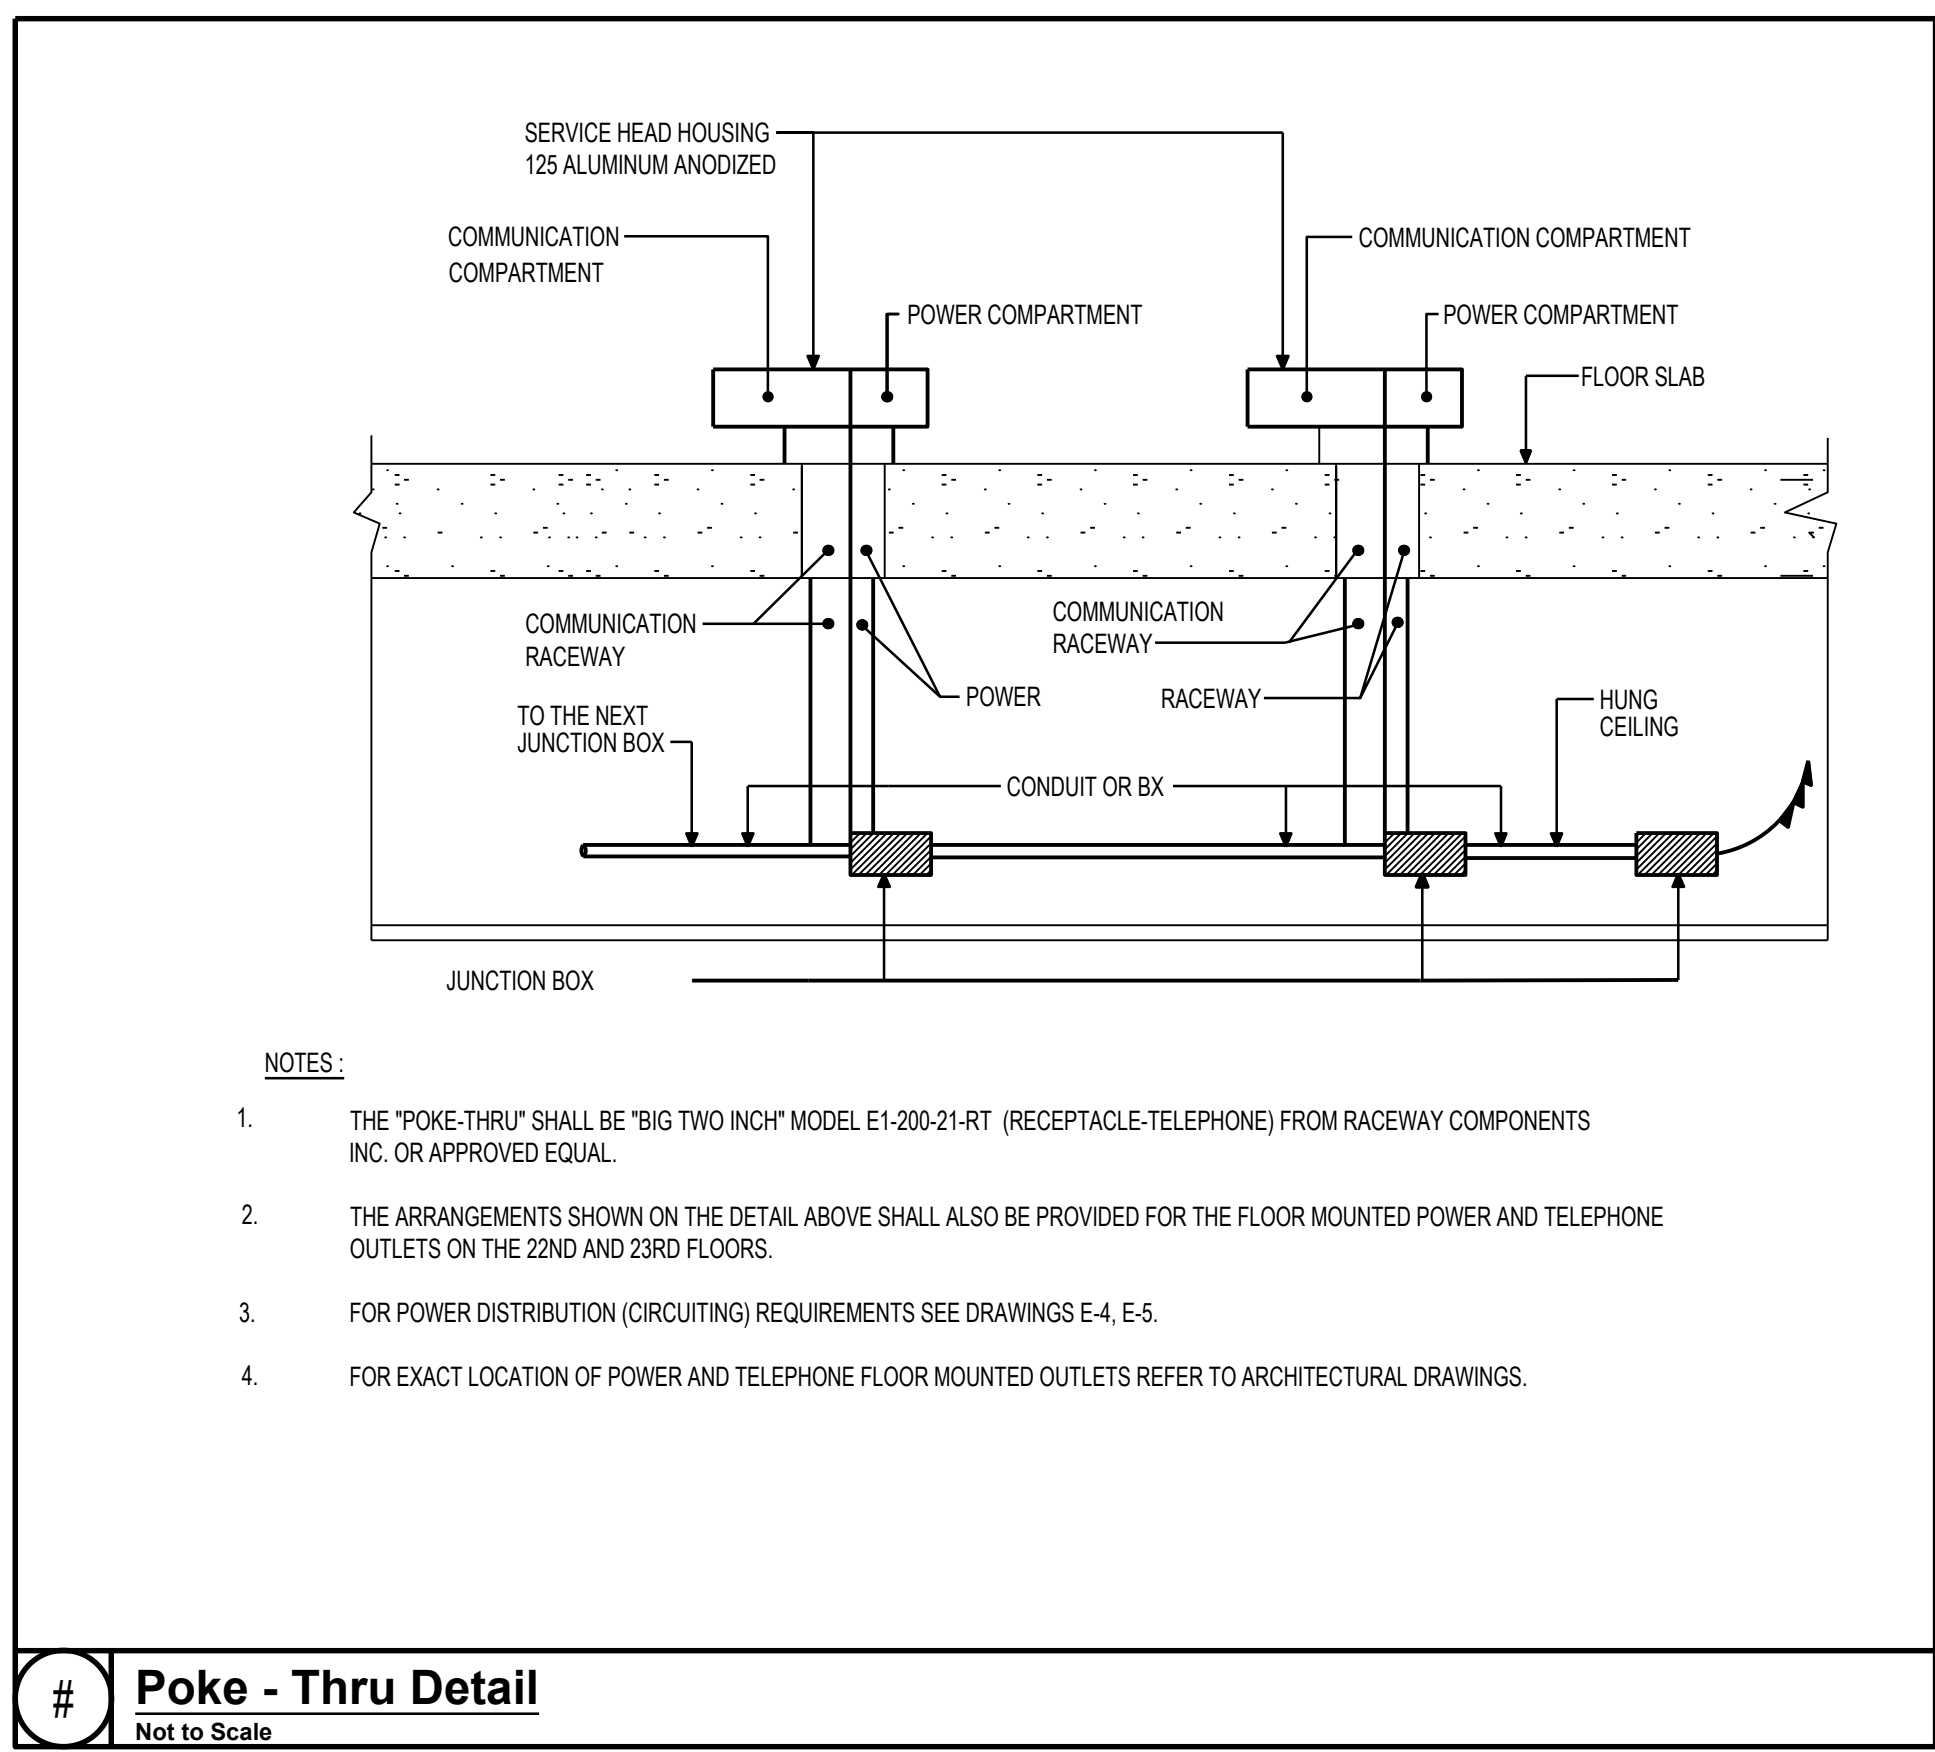 SERVICE HEAD HOUSING
125 ALUMINUM ANODIZED
COMMUNICATION
COMPARTMENT
COMMUNICATION COMPARTMENT
POWER COMPARTMENT
POWER COMPARTMENT
FLOOR SLAB
COMMUNICATION
RACEWAY
COMMUNICATION
RACEWAY
POWER
RACEWAY
HUNG
CEILING
TO THE NEXT
JUNCTION BOX
CONDUIT OR BX
JUNCTION BOX
NOTES :
1. THE "POKE-THRU" SHALL BE "BIG TWO INCH" MODEL E1-200-21-RT (RECEPTACLE-TELEPHONE) FROM RACEWAY COMPONENTS
INC. OR APPROVED EQUAL.
2. THE ARRANGEMENTS SHOWN ON THE DETAIL ABOVE SHALL ALSO BE PROVIDED FOR THE FLOOR MOUNTED POWER AND TELEPHONE
OUTLETS ON THE 22ND AND 23RD FLOORS.
3. FOR POWER DISTRIBUTION (CIRCUITING) REQUIREMENTS SEE DRAWINGS E-4, E-5.
4. FOR EXACT LOCATION OF POWER AND TELEPHONE FLOOR MOUNTED OUTLETS REFER TO ARCHITECTURAL DRAWINGS.
#
Poke - Thru Detail
Not to Scale